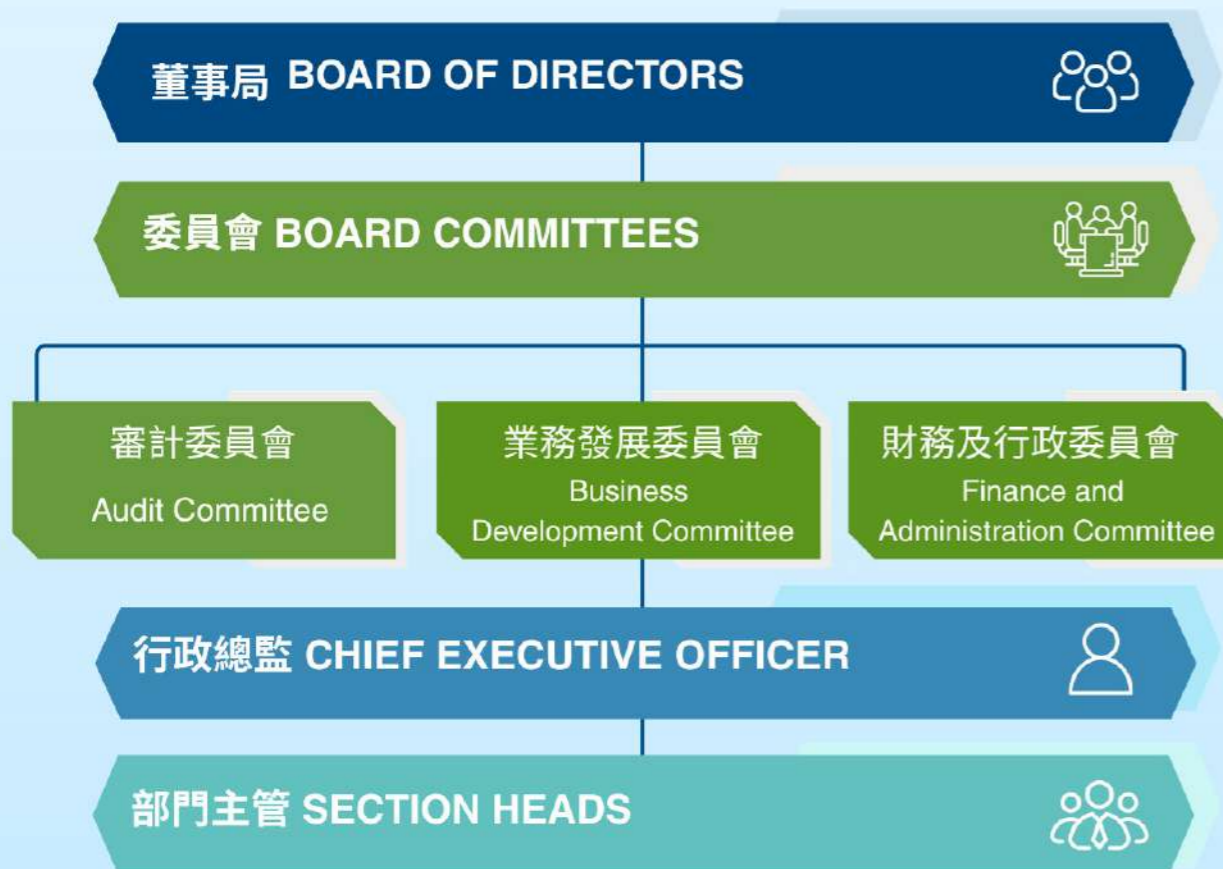 董事局 BOARD OF DIRECTORS
委員會 BOARD COMMITTEES
審計委員會
Audit Committee
業務發展委員會
Business
Development Committee
財務及行政委員會
Finance and
Administration Committee
行政總監 CHIEF EXECUTIVE OFFICER
部門主管 SECTION HEADS